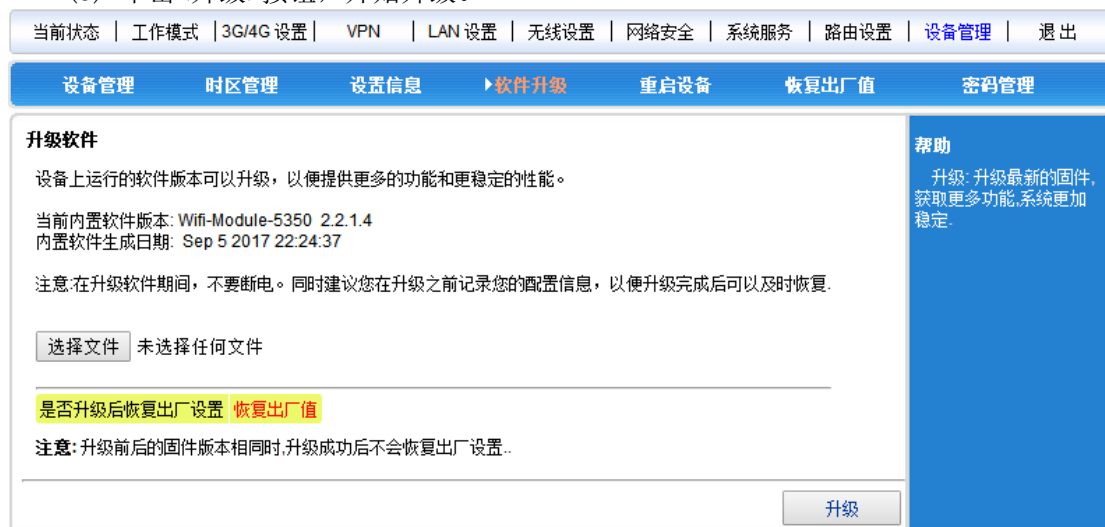 当前状态 | 工作模式 | 3G/4G 设置 | VPN | LAN 设置 | 无线设置 | 网络安全 | 系统服务 | 路由设置 | 设备管理 | 退出
设备管理 时区管理 设置信息 软件升级 重启设备 恢复出厂值 密码管理
升级软件
设备上运行的软件版本可以升级，以便提供更多的功能和更稳定的性能。
当前内置软件版本: Wifi-Module-5350 2.2.1.4
内置软件生成日期: Sep 5 2017 22:24:37
注意:在升级软件期间，不要断电。同时建议您在升级之前记录您的配置信息，以便升级完成后可以及时恢复.
选择文件 未选择任何文件
是否升级后恢复出厂设置 恢复出厂值
注意: 升级前后的固件版本相同时,升级成功后不会恢复出厂设置..
升级
帮助
升级: 升级最新的固件,
获取更多功能,系统更加
稳定.